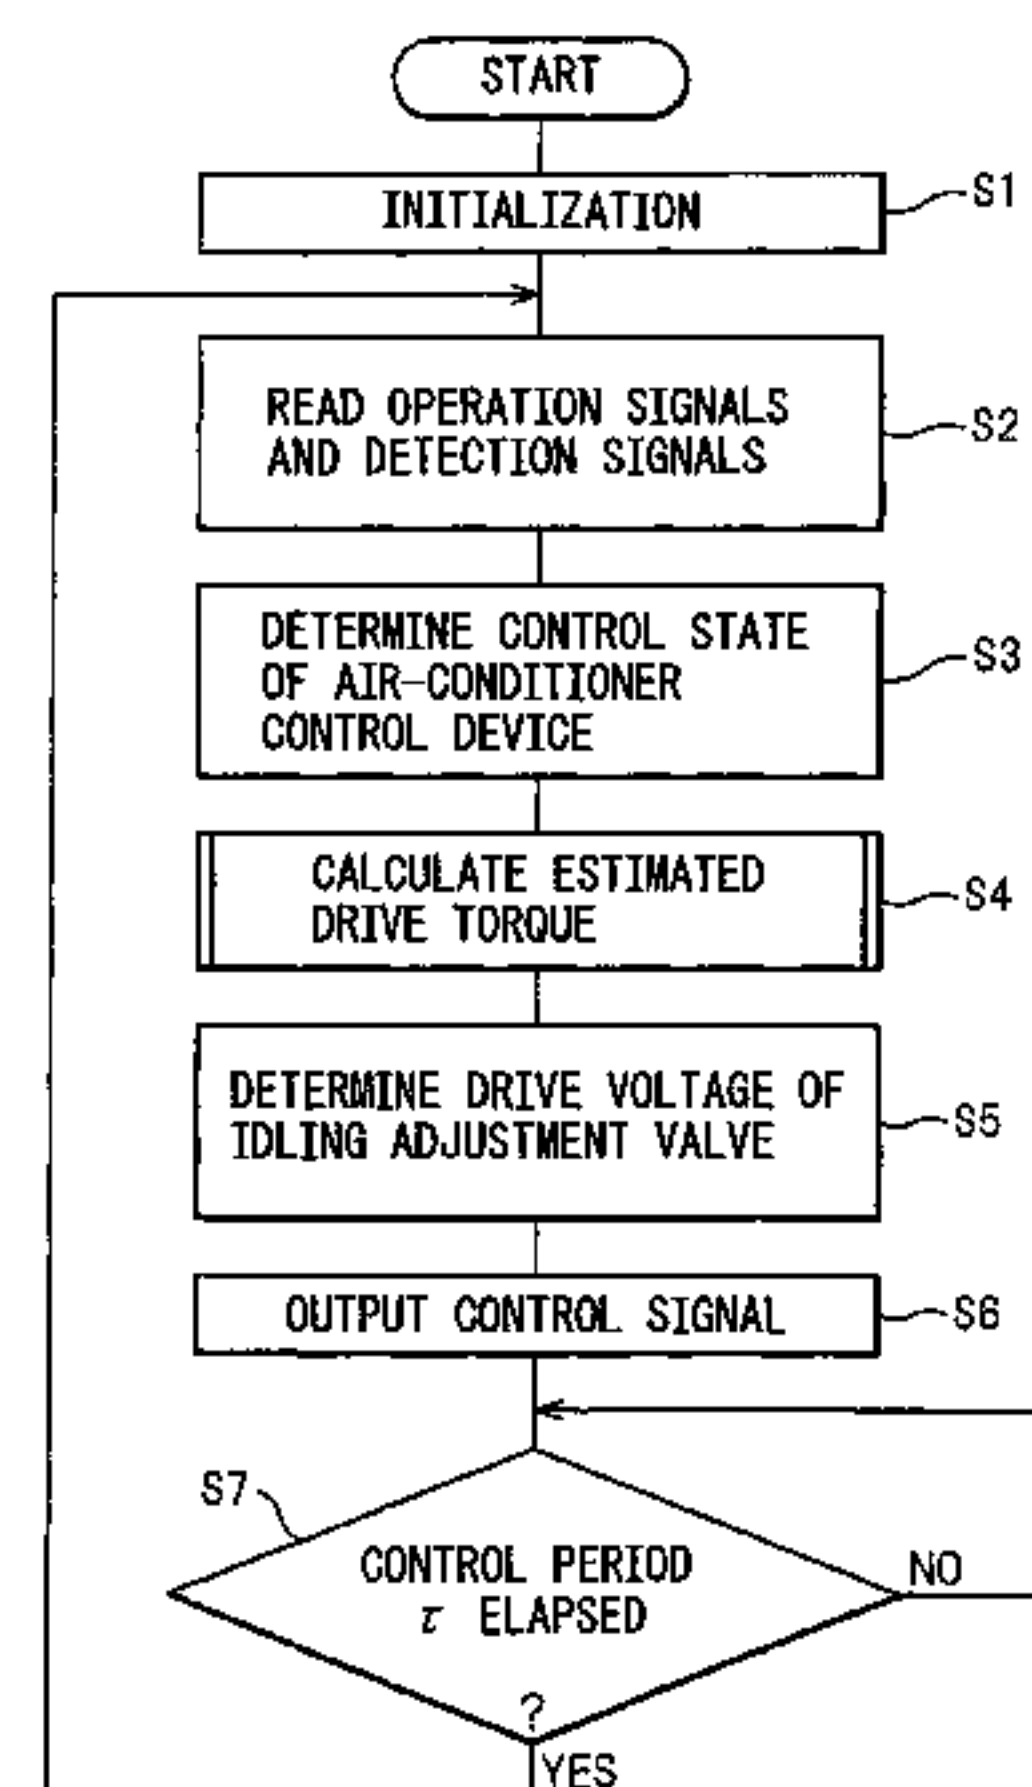 START
INITIALIZATION
S1
READ OPERATION SIGNALS
AND DETECTION SIGNALS
S2
DETERMINE CONTROL STATE
OF AIR-CONDITIONER
CONTROL DEVICE
S3
CALCULATE ESTIMATED
DRIVE TORQUE
S4
DETERMINE DRIVE VOLTAGE OF
IDLING ADJUSTMENT VALVE
S5
OUTPUT CONTROL SIGNAL
S6
S7
CONTROL PERIOD
τ ELAPSED
?
NO
YES